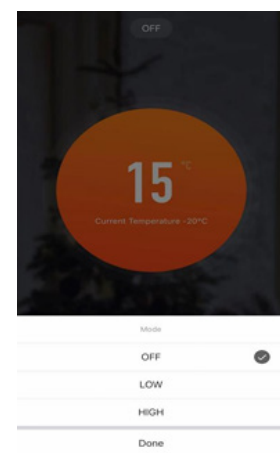 OFF
15 °C
Current Temperature -20°C
Mode
OFF
LOW
HIGH
Done